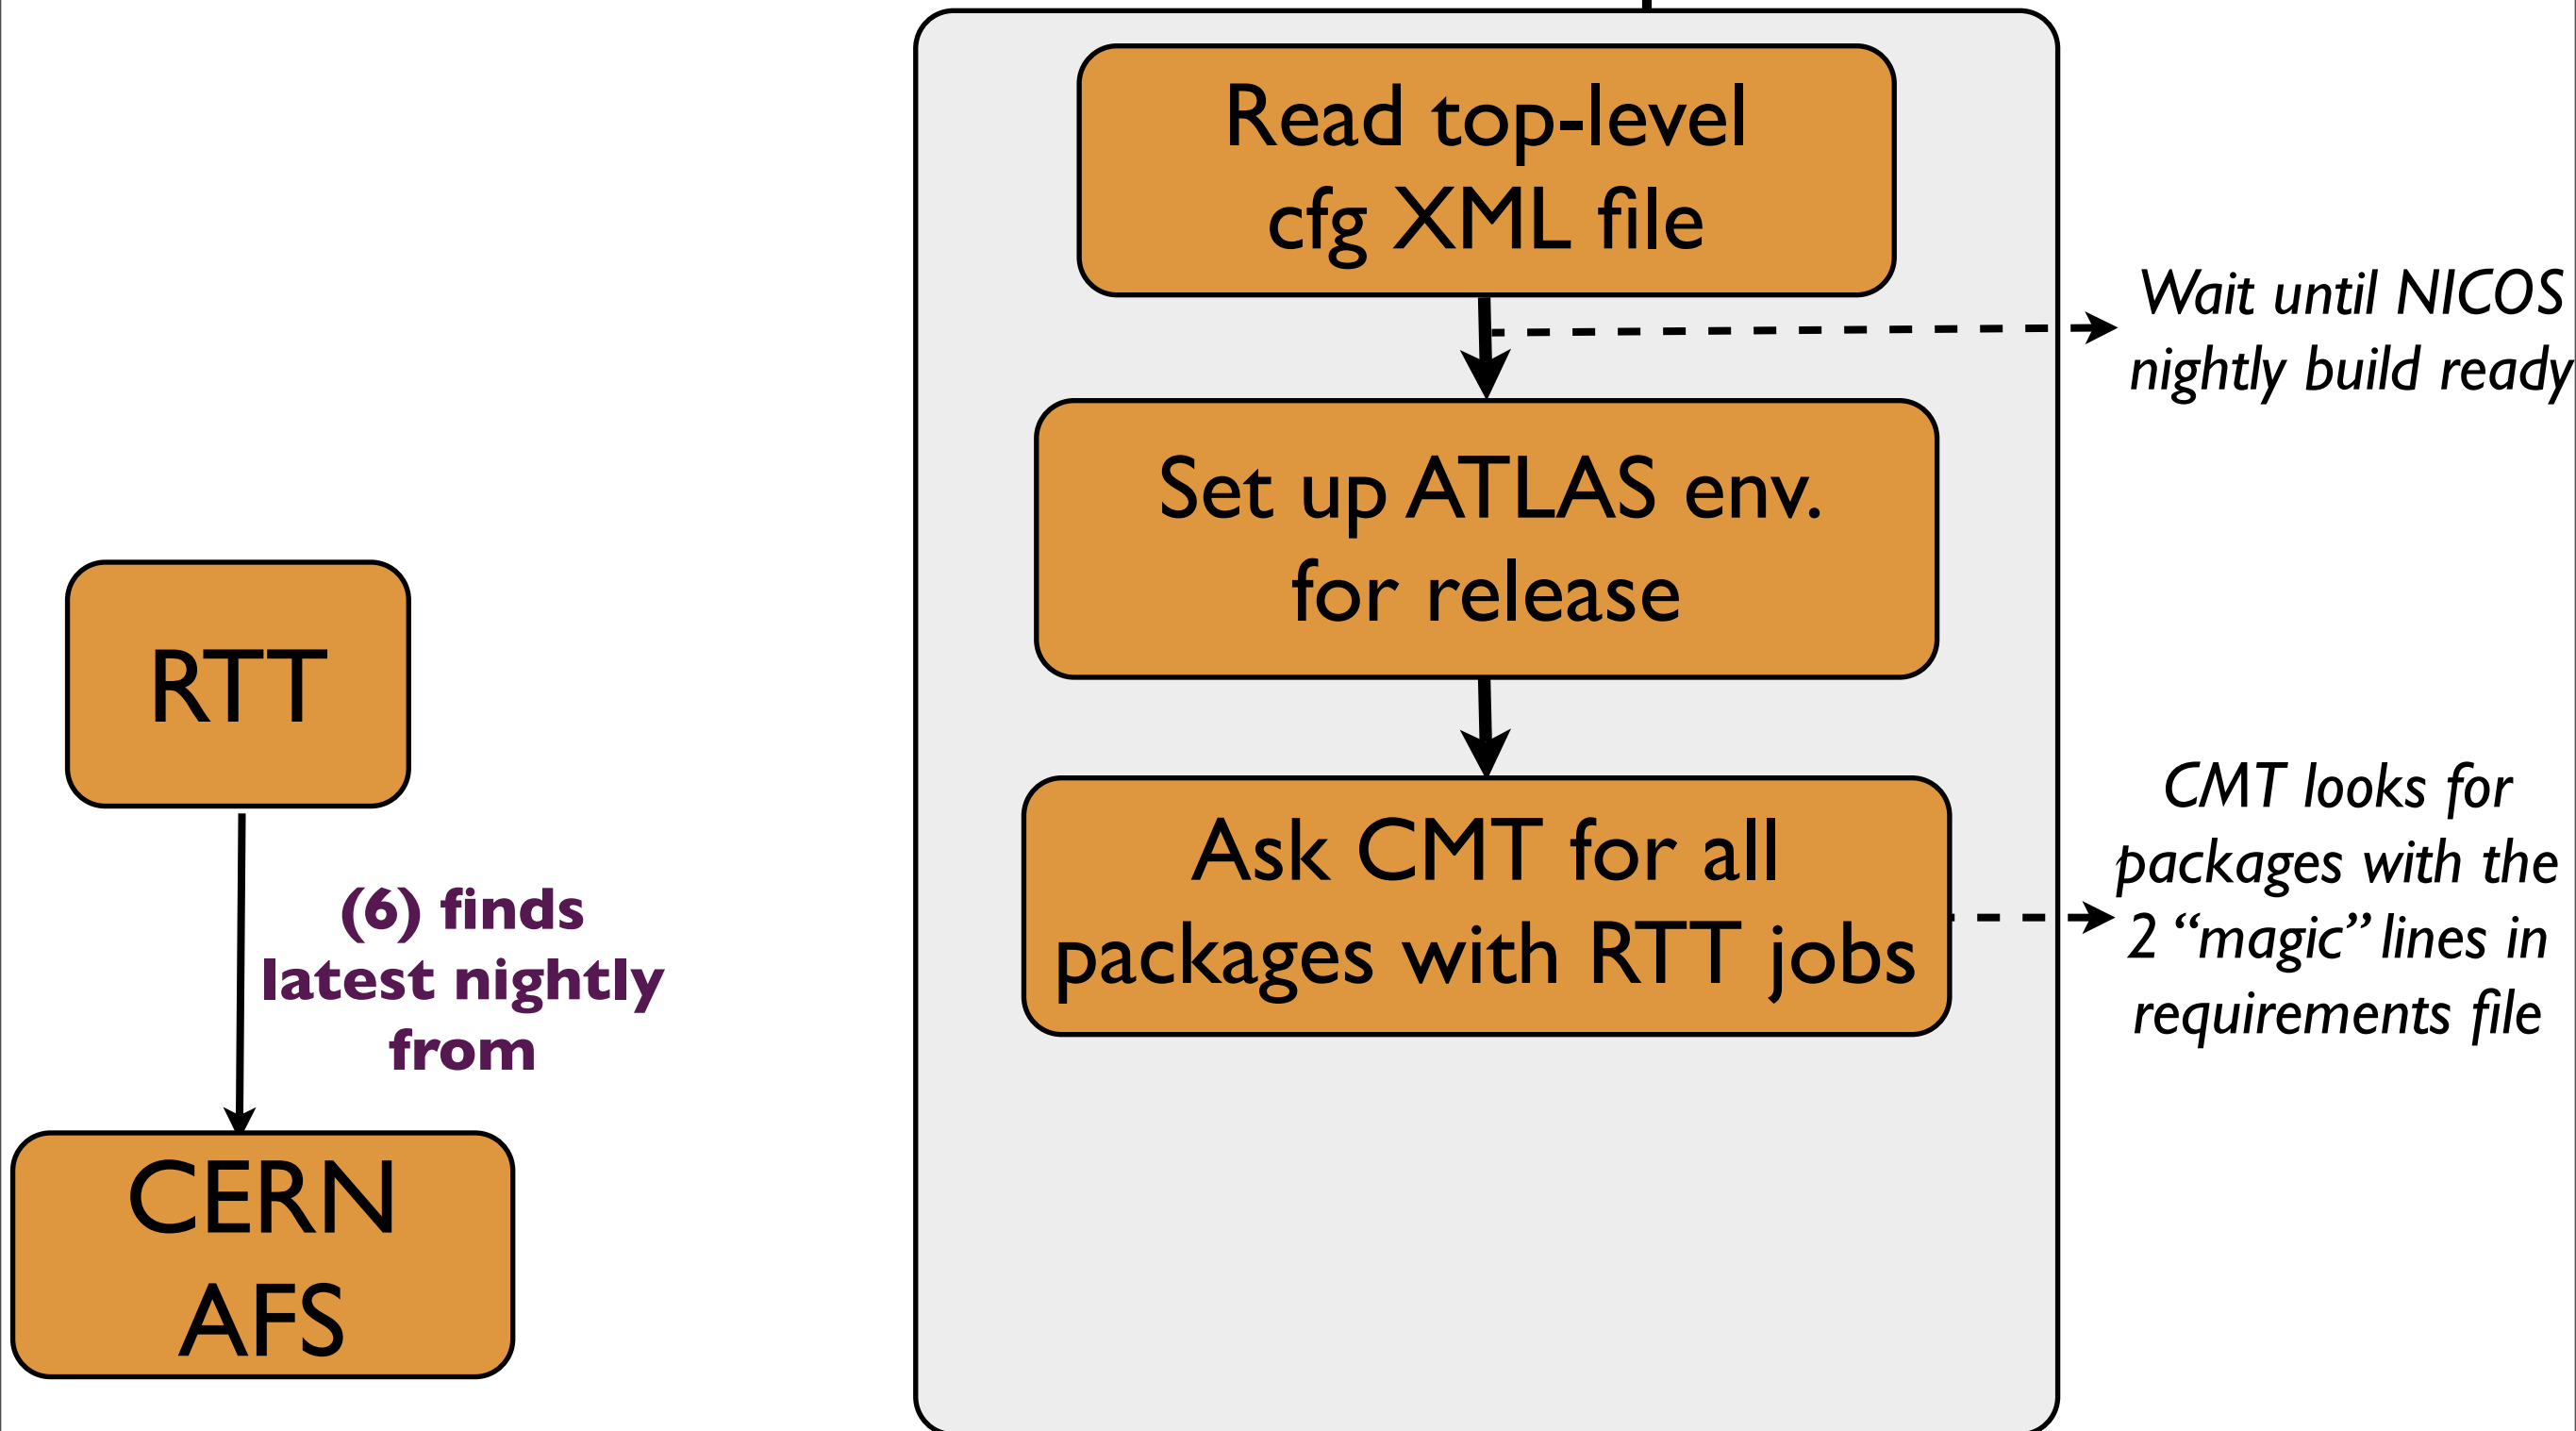 RTT
(6) finds
latest nightly
from
CERN
AFS
Read top-level
cfg XML file
Set up ATLAS env.
for release
Ask CMT for all
packages with RTT jobs
Wait until NICOS
nightly build ready
CMT looks for
packages with the
2 “magic” lines in
requirements file